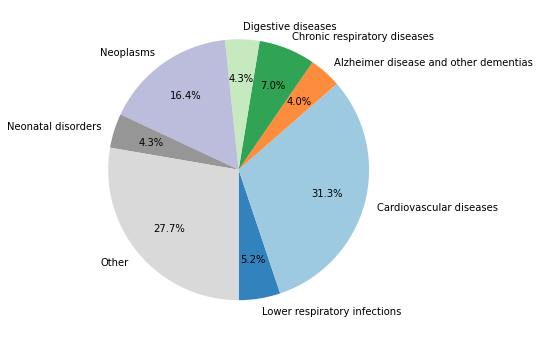 Digestive diseases
Chronic respiratory diseases
Neoplasms
Alzheimer disease and other dementias
4.3%
7.0%
16.4%
4.0%
Neonatal disorders
4.3%
31.3%
Cardiovascular diseases
27.7%
5.2%
Other
Lower respiratory infections